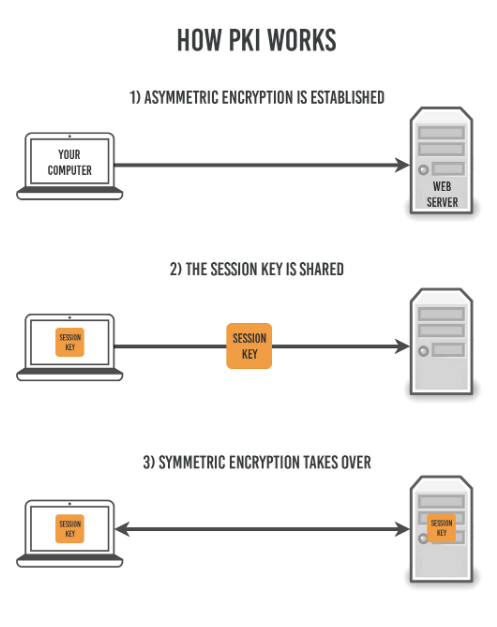 HOW PKI WORKS
1) ASYMMETRIC ENCRYPTION IS ESTABLISHED
YOUR
COMPUTER
WEB
SERVER
2) THE SESSION KEY IS SHARED
SESSION
KEY
SESSION
KEY
3) SYMMETRIC ENCRYPTION TAKES OVER
SESSION
KEY
SESSION
KEY